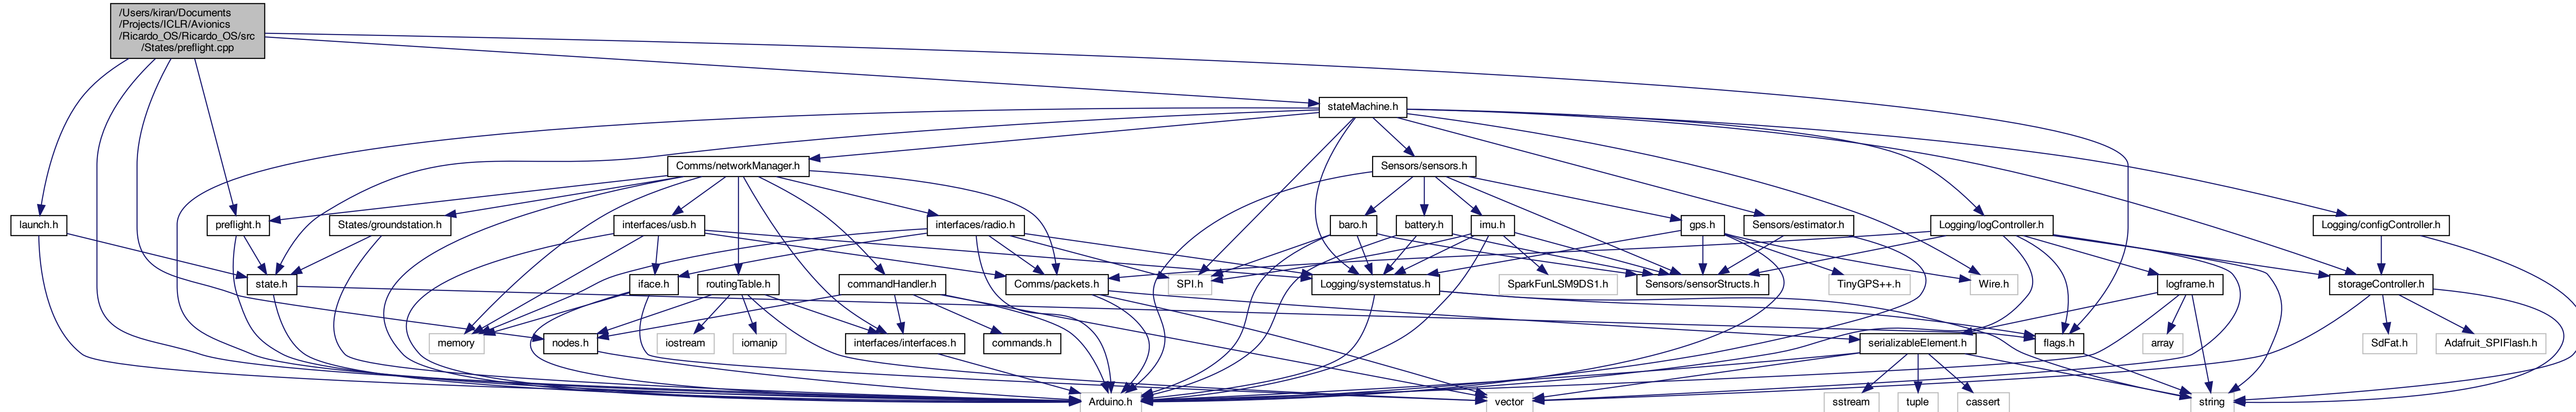 /Users/kiran/Documents
/Projects/ICLR/Avionics
/Ricardo_OS/Ricardo_OS/src
/States/preflight.cpp
stateMachine.h
Comms/networkManager.h
Sensors/sensors.h
launch.h
preflight.h
States/groundstation.h
interfaces/usb.h
interfaces/radio.h
baro.h
battery.h
imu.h
gps.h
Sensors/estimator.h
Logging/logController.h
Logging/configController.h
state.h
iface.h
routingTable.h
commandHandler.h
Comms/packets.h
SPI.h
Logging/systemstatus.h
SparkFunLSM9DS1.h
Sensors/sensorStructs.h
TinyGPS++.h
Wire.h
logframe.h
storageController.h
memory
nodes.h
iostream
iomanip
interfaces/interfaces.h
commands.h
serializableElement.h
flags.h
array
SdFat.h
Adafruit_SPIFlash.h
Arduino.h
vector
sstream
tuple
cassert
string